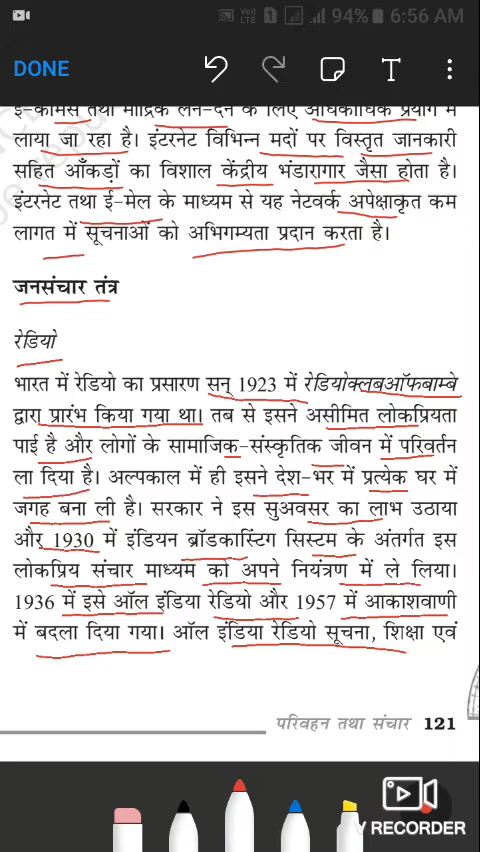 94% 6:56 AM
DONE T
ई-कॉमर्स तथा मौद्रिक लेन-देन के लिए अधिकाधिक प्रयोग में
लाया जा रहा है। इंटरनेट विभिन्न मदों पर विस्तृत जानकारी
सहित आँकड़ों का विशाल केंद्रीय भंडारागार जैसा होता है।
इंटरनेट तथा ई-मेल के माध्यम से यह नेटवर्क अपेक्षाकृत कम
लागत में सूचनाओं को अभिगम्यता प्रदान करता है।
जनसंचार तंत्र
रेडियो
भारत में रेडियो का प्रसारण सन् 1923 में रेडियोक्लबऑफबाम्बे
द्वारा प्रारंभ किया गया था। तब से इसने असीमित लोकप्रियता
पाई है और लोगों के सामाजिक-संस्कृतिक जीवन में परिवर्तन
ला दिया है। अल्पकाल में ही इसने देश-भर में प्रत्येक घर में
जगह बना ली है। सरकार ने इस सुअवसर का लाभ उठाया
और 1930 में इंडियन ब्रॉडकास्टिंग सिस्टम के अंतर्गत इस
लोकप्रिय संचार माध्यम को अपने नियंत्रण में ले लिया।
1936 में इसे ऑल इंडिया रेडियो और 1957 में आकाशवाणी
में बदला दिया गया। ऑल इंडिया रेडियो सूचना, शिक्षा एवं
परिवहन तथा संचार 121
V RECORDER